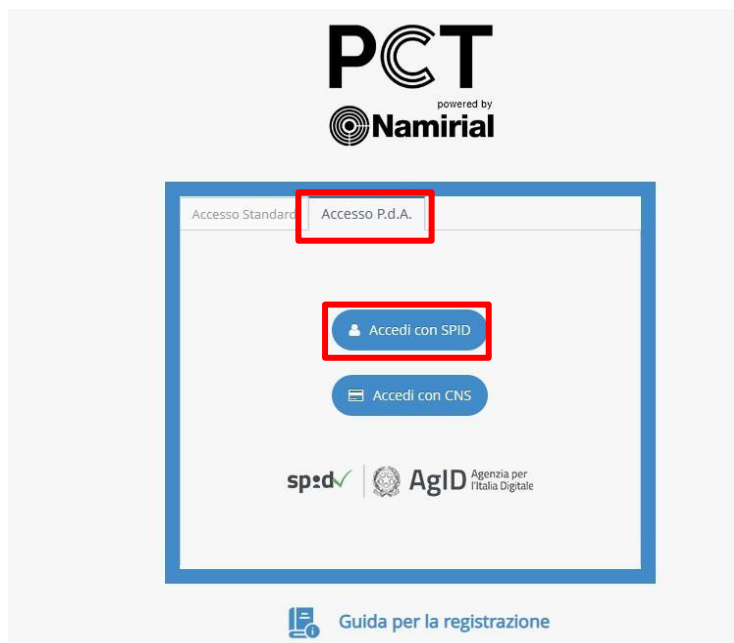 PCT
powered by
Namirial
Accesso Standard Accesso P.d.A.
Accedi con SPID
Accedi con CNS
spid AgID Agenzia per
l'Italia Digitale
Guida per la registrazione